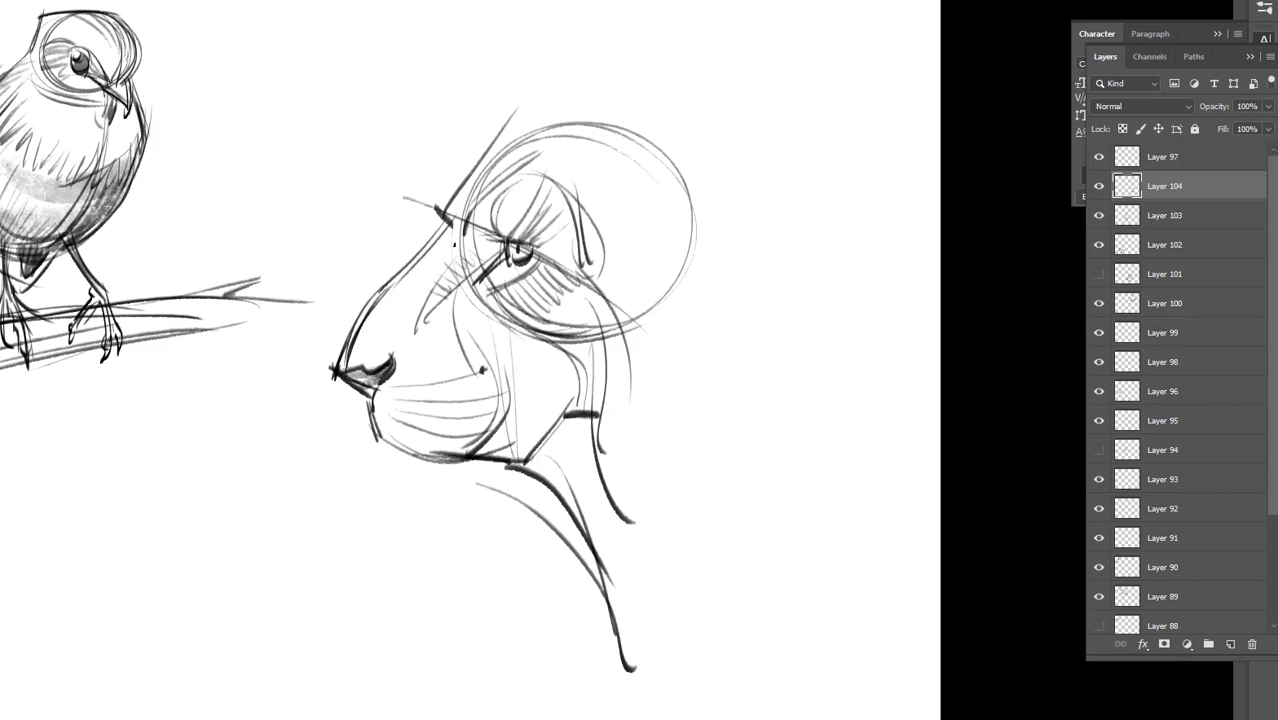 Character Paragraph
Layers Channels Paths
Kind
Normal Opacity: 100%
Lock: Fill: 100%
Layer 97
Layer 104
Layer 103
Layer 102
Layer 101
Layer 100
Layer 99
Layer 98
Layer 96
Layer 95
Layer 94
Layer 93
Layer 92
Layer 91
Layer 90
Layer 89
Layer 88
fx